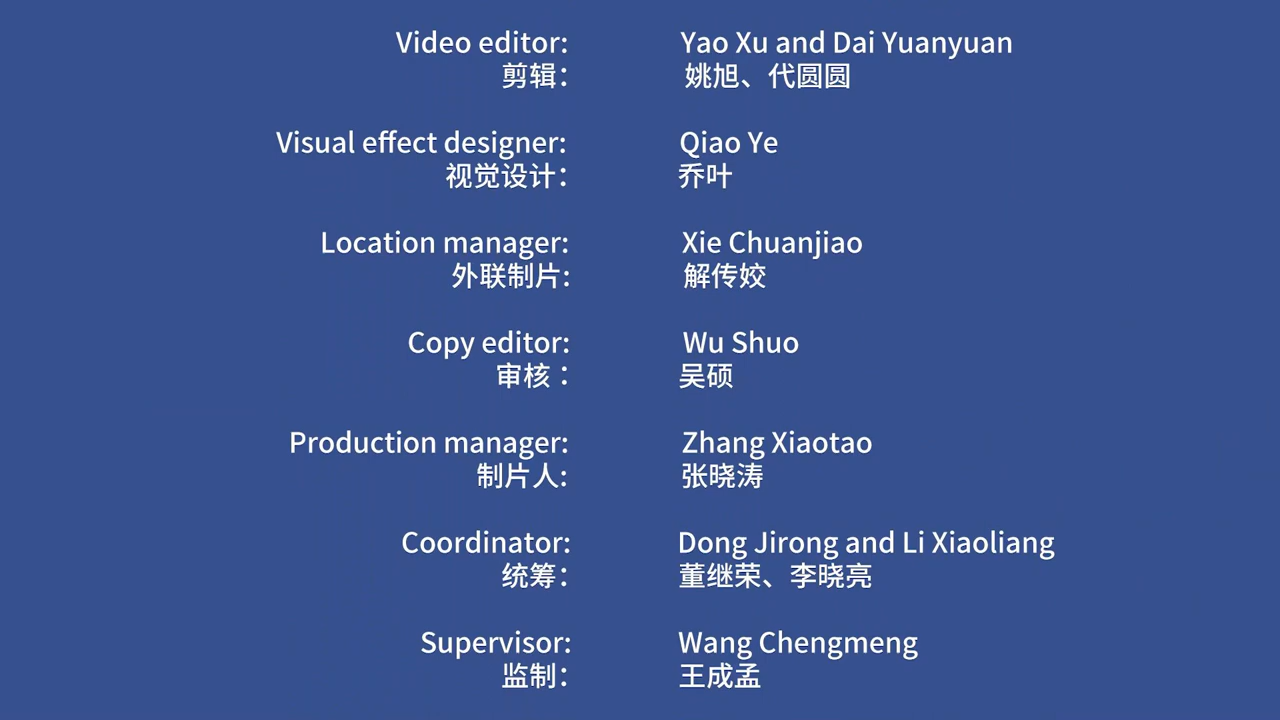 Video editor: Yao Xu and Dai Yuanyuan
剪辑： 姚旭、代圆圆
Visual effect designer: Qiao Ye
视觉设计： 乔叶
Location manager: Xie Chuanjiao
外联制片: 解传姣
Copy editor: Wu Shuo
审核： 吴硕
Production manager: Zhang Xiaotao
制片人: 张晓涛
Coordinator: Dong Jirong and Li Xiaoliang
统筹： 董继荣、李晓亮
Supervisor: Wang Chengmeng
监制： 王成孟